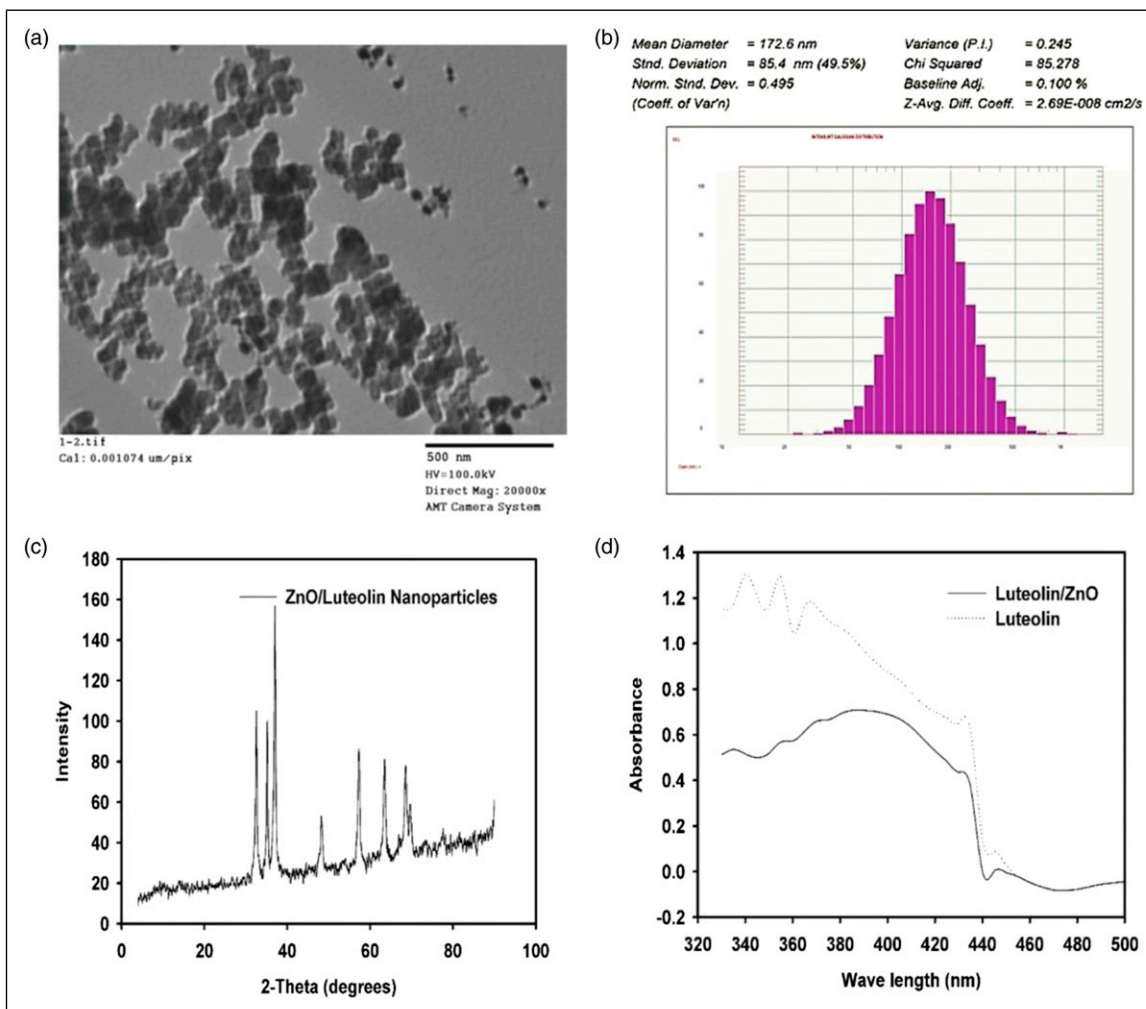 (a)
1-2.tif
Cal: 0.001074 um/pix
500 nm
HV=100.0kV
Direct Mag: 20000x
AMT Camera System
(b)
Mean Diameter = 172.6 nm Variance (P.I.) = 0.245
Stnd. Deviation = 85.4 nm (49.5%) Chi Squared = 85.278
Norm. Stnd. Dev. = 0.495 Baseline Adj. = 0.100 %
(Coeff. of Var'n) Z-Avg. Diff. Coeff. = 2.69E-008 cm2/s
GAUSSIAN DISTRIBUTION
(c)
180
160
140
120
100
80
60
40
20
0
Intensity
ZnO/Luteolin Nanoparticles
0 20 40 60 80 100
2-Theta (degrees)
(d)
1.4
1.2
1.0
0.8
0.6
0.4
0.2
0.0
-0.2
Absorbance
Luteolin/ZnO
Luteolin
320 340 360 380 400 420 440 460 480 500
Wave length (nm)